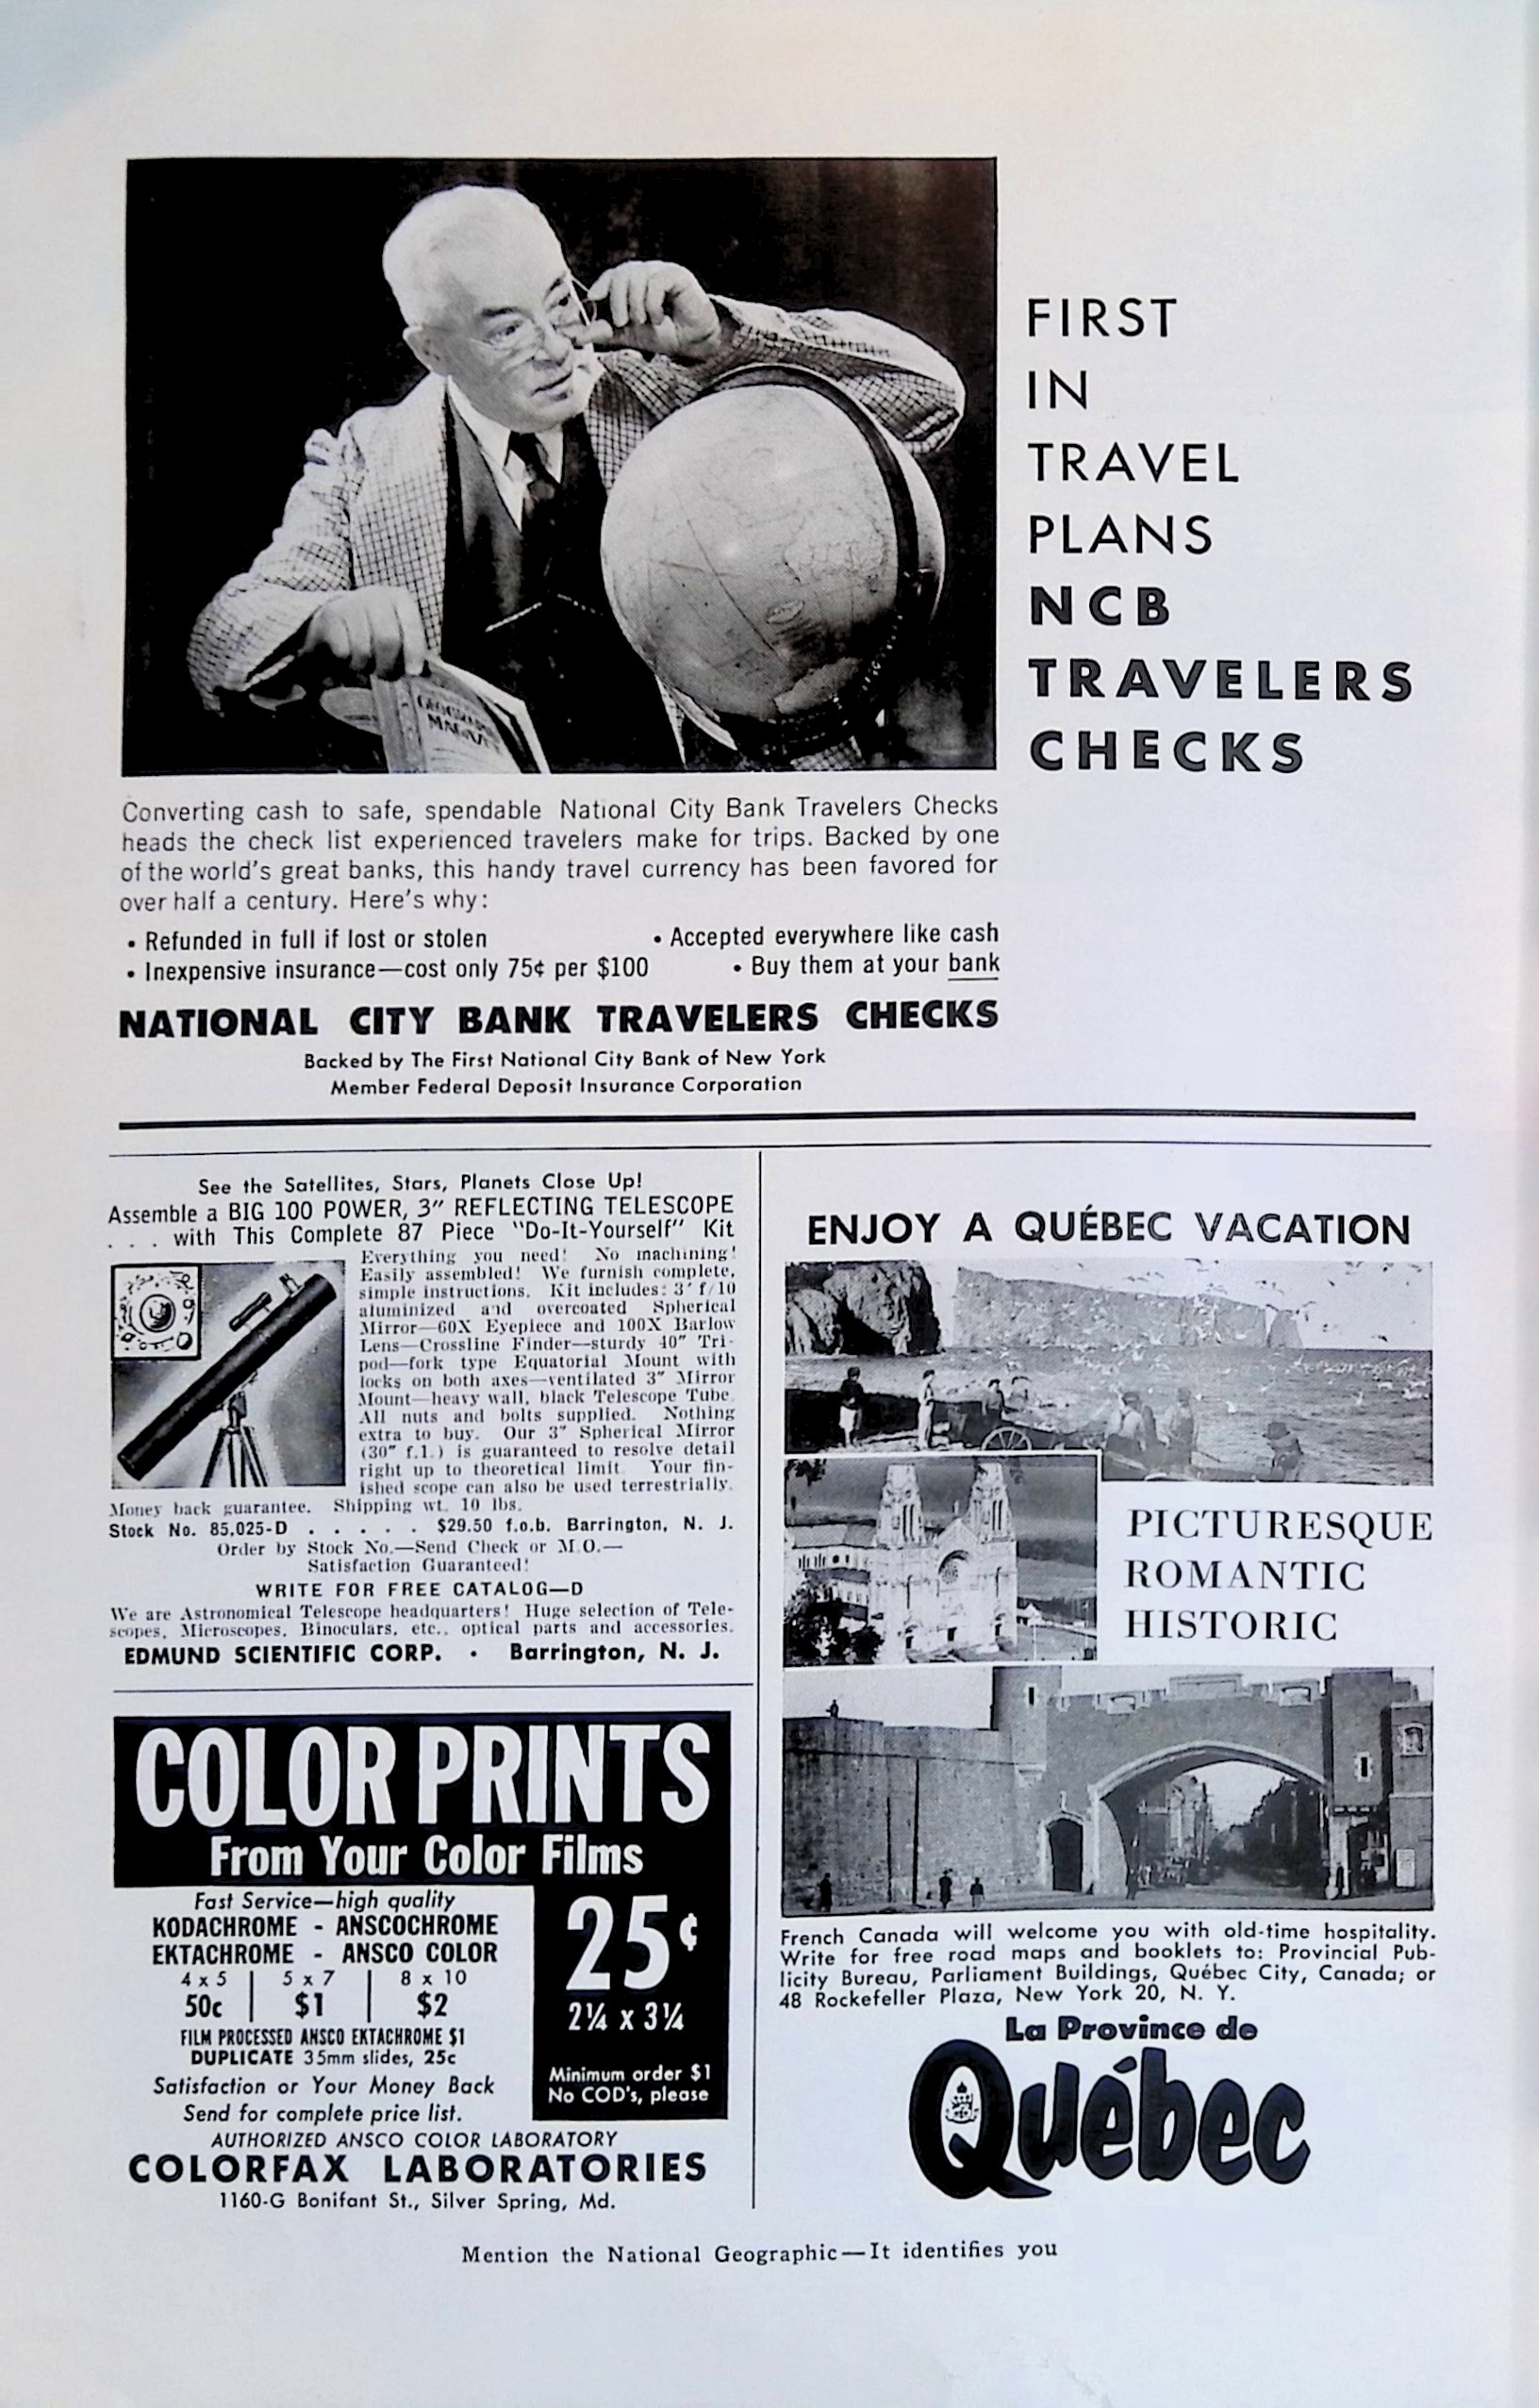 FIRST
IN
TRAVEL
PLANS
NCB
TRAVELERS
CHECKS
Converting cash to safe, spendable National City Bank Travelers Checks
heads the check list experienced travelers make for trips. Backed by one
of the world's great banks, this handy travel currency has been favored for
over half a century. Here's why:
• Refunded in full if lost or stolen • Accepted everywhere like cash
• Inexpensive insurance—cost only 75¢ per $100 • Buy them at your bank
NATIONAL CITY BANK TRAVELERS CHECKS
Backed by The First National City Bank of New York
Member Federal Deposit Insurance Corporation
See the Satellites, Stars, Planets Close Up!
Assemble a BIG 100 POWER, 3″ REFLECTING TELESCOPE
. . . with This Complete 87 Piece "Do-It-Yourself" Kit
Everything you need! No machining!
Easily assembled! We furnish complete,
simple instructions. Kit includes: 3″ f/10
aluminized and overcoated Spherical
Mirror—60X Eyepiece and 100X Barlow
Lens—Crossline Finder—sturdy 40″ Tri-
pod—fork type Equatorial Mount with
locks on both axes—ventilated 3″ Mirror
Mount—heavy wall, black Telescope Tube.
All nuts and bolts supplied. Nothing
extra to buy. Our 3″ Spherical Mirror
(30″ f.l.) is guaranteed to resolve detail
right up to theoretical limit. Your fin-
ished scope can also be used terrestrially.
Money back guarantee. Shipping wt. 10 lbs.
Stock No. 85,025-D . . . . . $29.50 f.o.b. Barrington, N. J.
Order by Stock No.—Send Check or M.O.—
Satisfaction Guaranteed!
WRITE FOR FREE CATALOG—D
We are Astronomical Telescope headquarters! Huge selection of Tele-
scopes, Microscopes, Binoculars, etc., optical parts and accessories.
EDMUND SCIENTIFIC CORP. • Barrington, N. J.
COLOR PRINTS
From Your Color Films
Fast Service—high quality
KODACHROME - ANSCOCHROME
EKTACHROME - ANSCO COLOR
4 x 5 | 5 x 7 | 8 x 10
50c | $1 | $2
FILM PROCESSED ANSCO EKTACHROME $1
DUPLICATE 35mm slides, 25c
Satisfaction or Your Money Back
Send for complete price list.
25¢
2¼ x 3¼
Minimum order $1
No COD's, please
AUTHORIZED ANSCO COLOR LABORATORY
COLORFAX LABORATORIES
1160-G Bonifant St., Silver Spring, Md.
ENJOY A QUÉBEC VACATION
PICTURESQUE
ROMANTIC
HISTORIC
French Canada will welcome you with old-time hospitality.
Write for free road maps and booklets to: Provincial Pub-
licity Bureau, Parliament Buildings, Québec City, Canada; or
48 Rockefeller Plaza, New York 20, N. Y.
La Province de
Québec
Mention the National Geographic—It identifies you